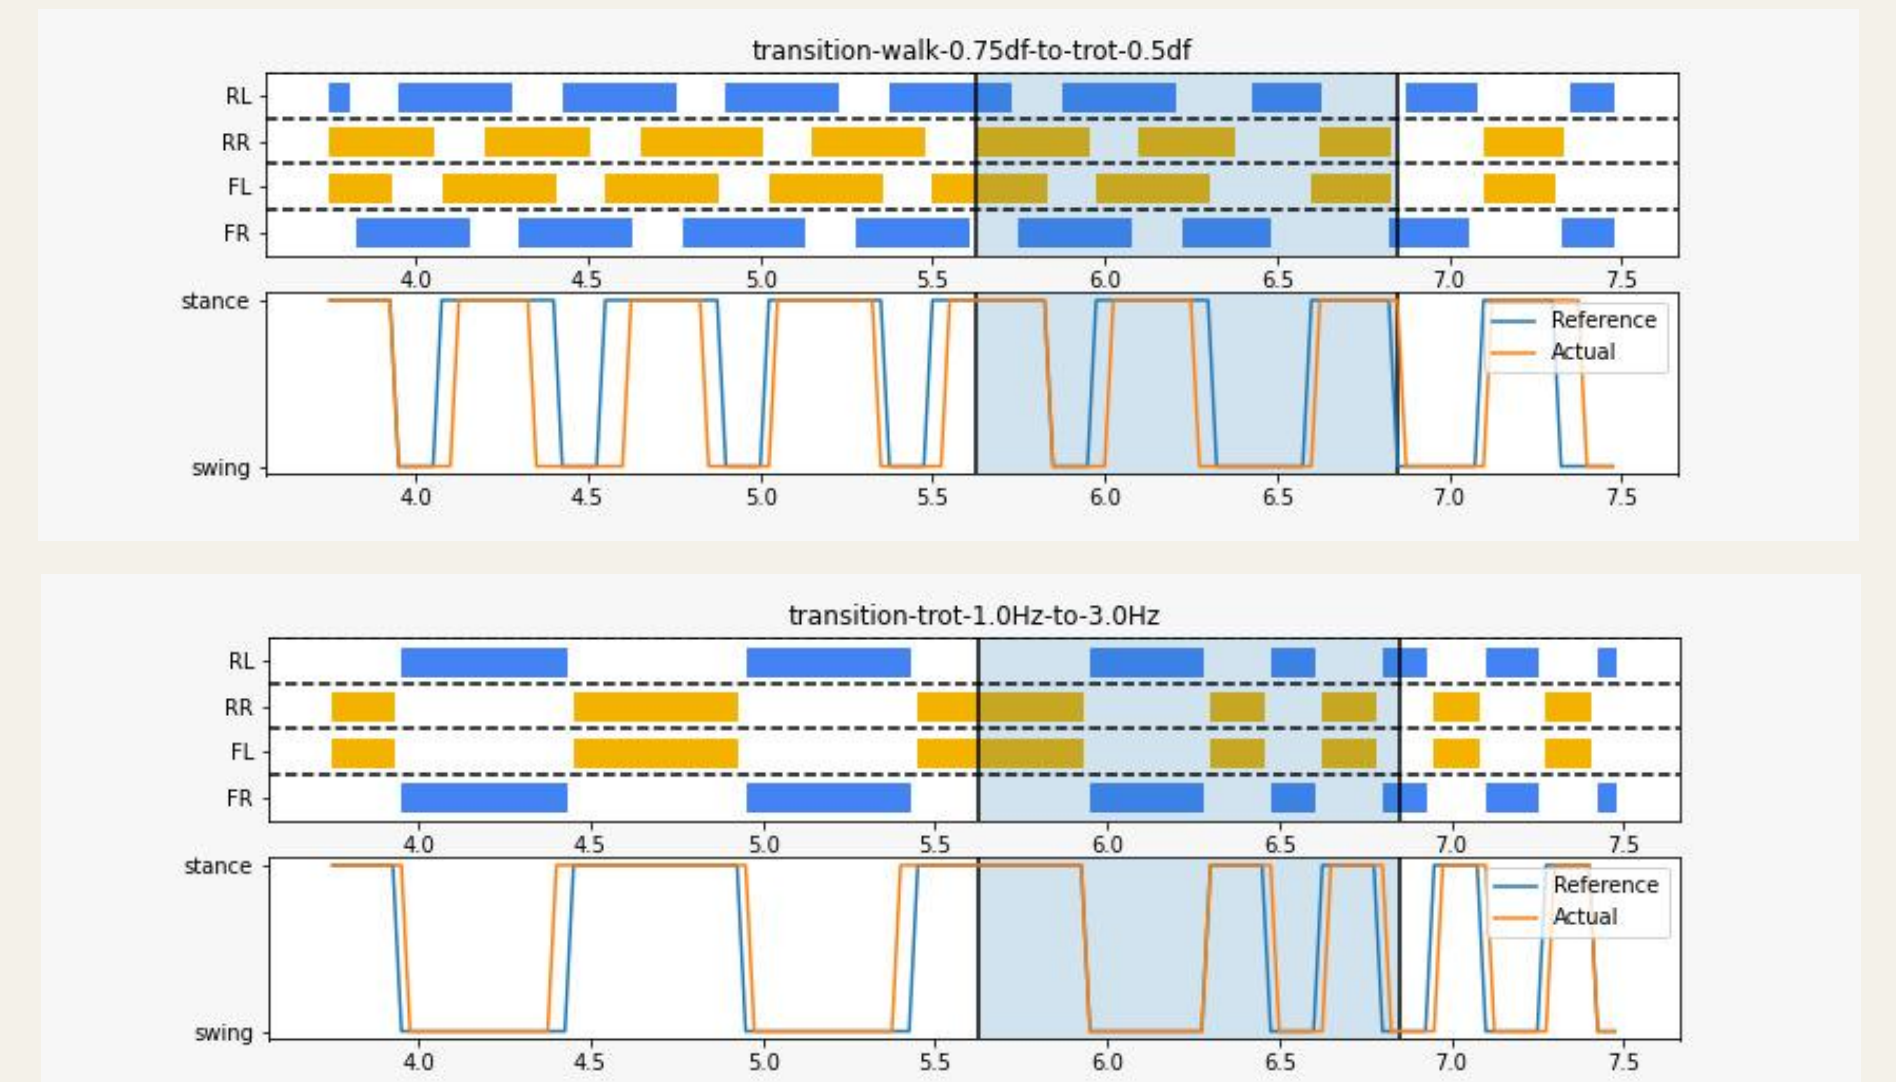 transition-walk-0.75df-to-trot-0.5df
RL
RR
FL
FR
4.0 4.5 5.0 5.5 6.0 6.5 7.0 7.5
stance
Reference
Actual
swing
4.0 4.5 5.0 5.5 6.0 6.5 7.0 7.5
transition-trot-1.0Hz-to-3.0Hz
RL
RR
FL
FR
4.0 4.5 5.0 5.5 6.0 6.5 7.0 7.5
stance
Reference
Actual
swing
4.0 4.5 5.0 5.5 6.0 6.5 7.0 7.5